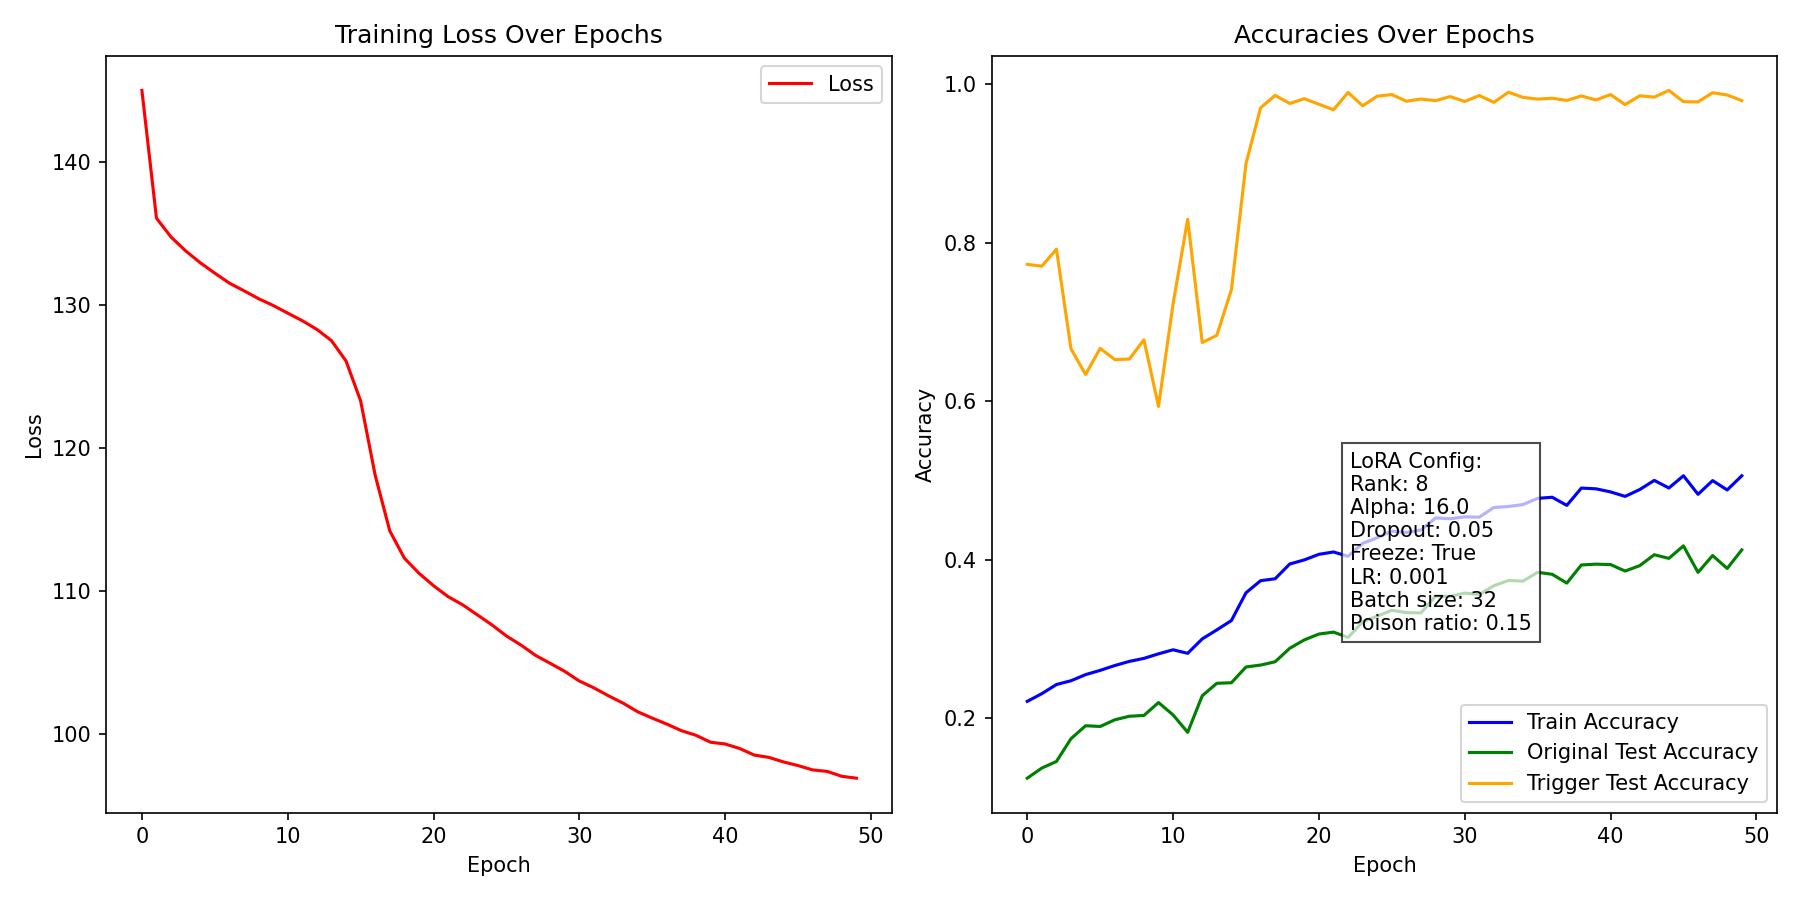 Training Loss Over Epochs
Loss
140
130
120
110
100
Loss
0 10 20 30 40 50
Epoch
Accuracies Over Epochs
1.0
0.8
0.6
0.4
0.2
Accuracy
LoRA Config:
Rank: 8
Alpha: 16.0
Dropout: 0.05
Freeze: True
LR: 0.001
Batch size: 32
Poison ratio: 0.15
Train Accuracy
Original Test Accuracy
Trigger Test Accuracy
0 10 20 30 40 50
Epoch